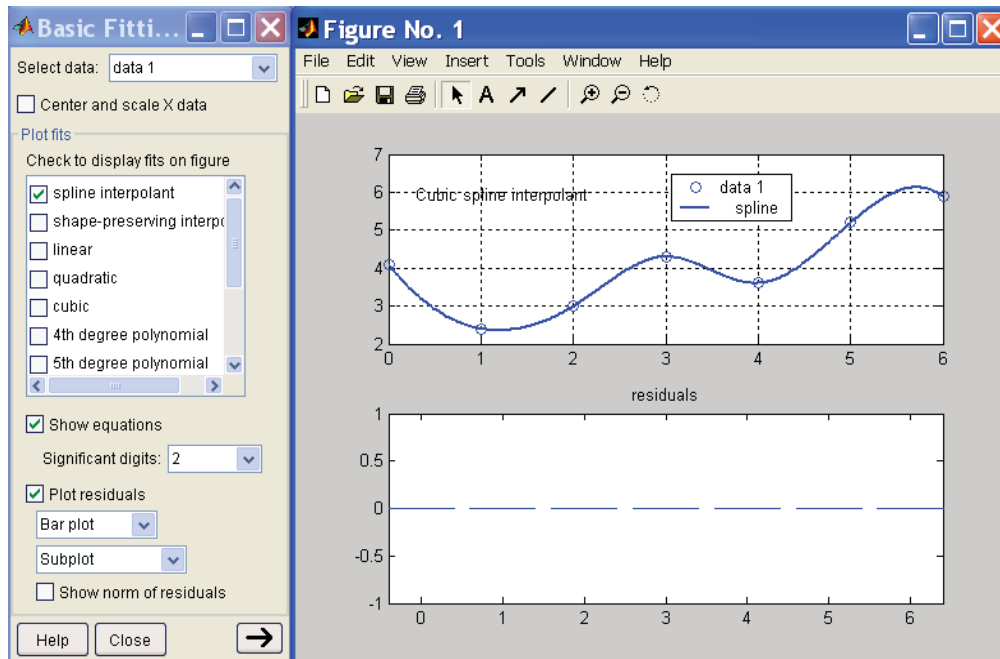 Basic Fitti...
Select data: data 1
Center and scale X data
Plot fits
Check to display fits on figure
spline interpolant
shape-preserving interp
linear
quadratic
cubic
4th degree polynomial
5th degree polynomial
Show equations
Significant digits: 2
Plot residuals
Bar plot
Subplot
Show norm of residuals
Help Close
Figure No. 1
File Edit View Insert Tools Window Help
A
7
6
5
4
3
2
Cubic spline interpolant
data 1
spline
0 1 2 3 4 5 6
residuals
1
0.5
0
-0.5
-1
0 1 2 3 4 5 6